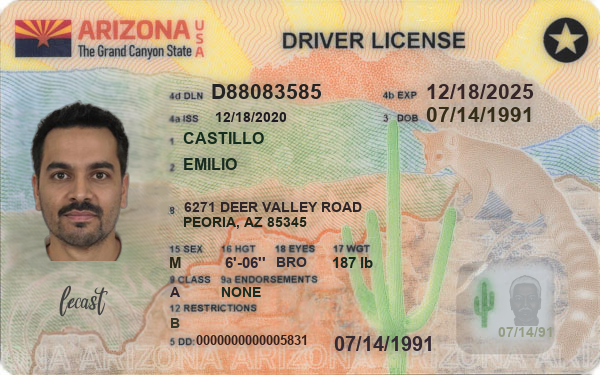 ARIZONA USA
The Grand Canyon State
DRIVER LICENSE
4d DLN D88083585
4b EXP 12/18/2025
4a ISS 12/18/2020
3 DOB 07/14/1991
1 CASTILLO
2 EMILIO
8 6271 DEER VALLEY ROAD
PEORIA, AZ 85345
15 SEX 16 HGT 18 EYES 17 WGT
M 6'-06" BRO 187 lb
9 CLASS 9a ENDORSEMENTS
A NONE
12 RESTRICTIONS
B
5 DD: 0000000000005831
07/14/1991
lecast
07/14/91
ARIZONA ARIZONA ARIZONA ARIZONA